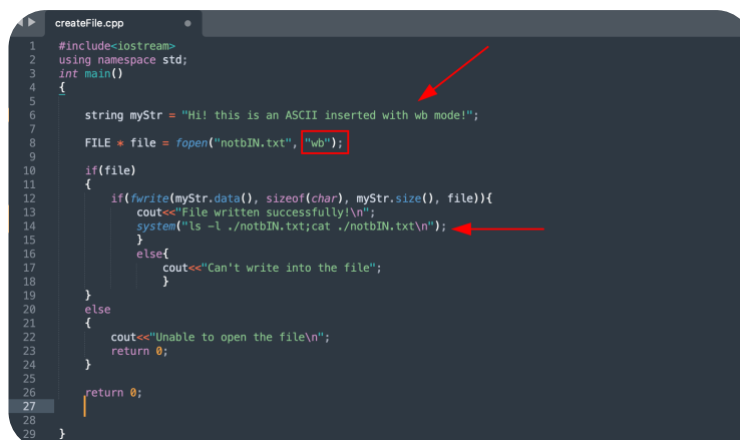 createFile.cpp
1 #include<iostream>
2 using namespace std;
3 int main()
4 {
5
6 string myStr = "Hi! this is an ASCII inserted with wb mode!";
7
8 FILE * file = fopen("notbIN.txt", "wb");
9
10 if(file)
11 {
12 if(fwrite(myStr.data(), sizeof(char), myStr.size(), file)){
13 cout<<"File written successfully!\n";
14 system("ls -l ./notbIN.txt;cat ./notbIN.txt\n");
15 }
16 else{
17 cout<<"Can't write into the file";
18 }
19 }
20 else
21 {
22 cout<<"Unable to open the file\n";
23 return 0;
24 }
25
26 return 0;
27
28
29 }